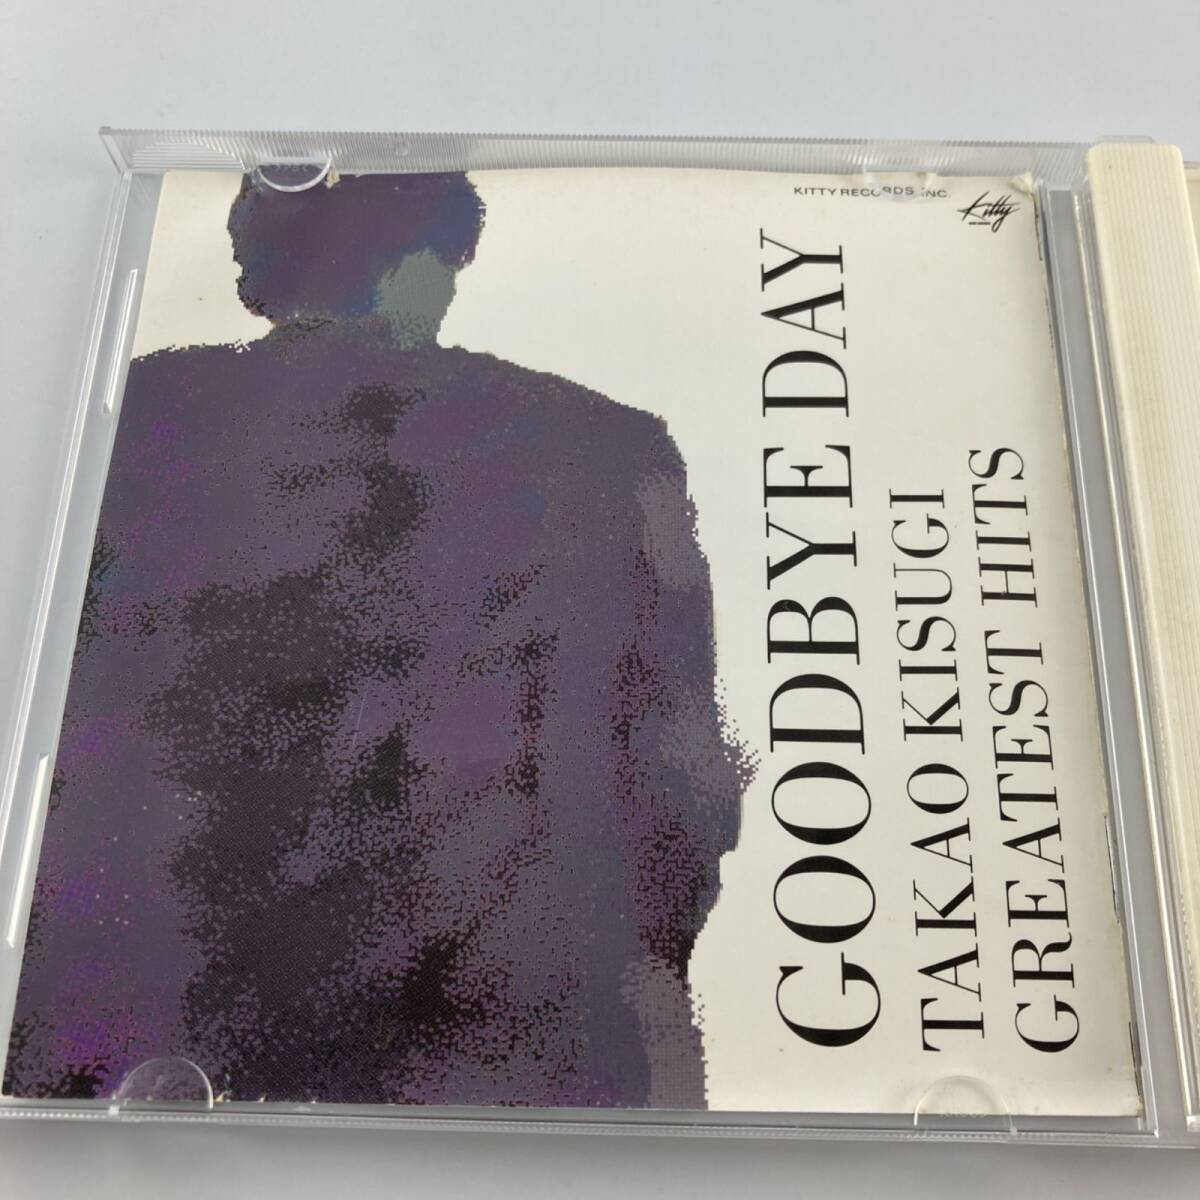 KITTY RECORDS INC.
Kitty
GOODBYE DAY
TAKAO KISUGI
GREATEST HITS